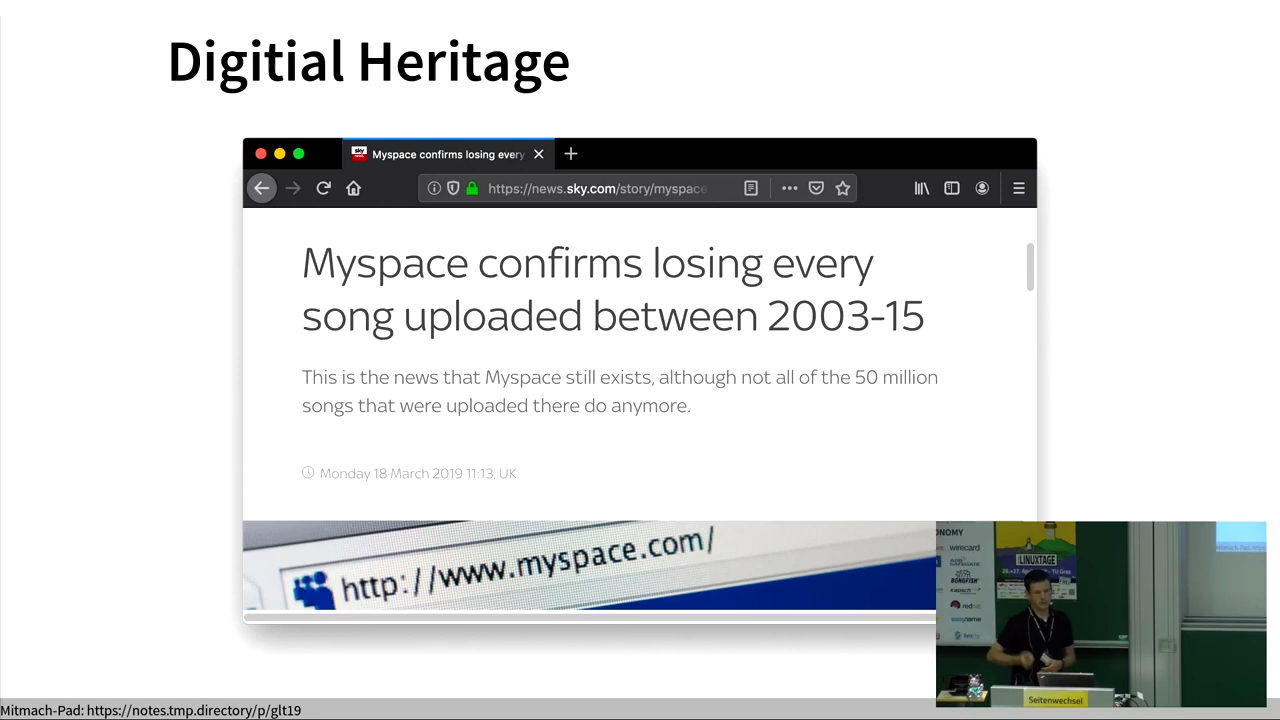 Digitial Heritage
Myspace confirms losing every
https://news.sky.com/story/myspace
Myspace confirms losing every
song uploaded between 2003-15
This is the news that Myspace still exists, although not all of the 50 million
songs that were uploaded there do anymore.
Monday 18 March 2019 11:13, UK
http://www.myspace.com/
ONOMY
wirecard
BONGFISH
redhat
LINUXTAGE
Seitenwechsel
Mitmach-Pad: https://notes.tmp.directory/p/glt19